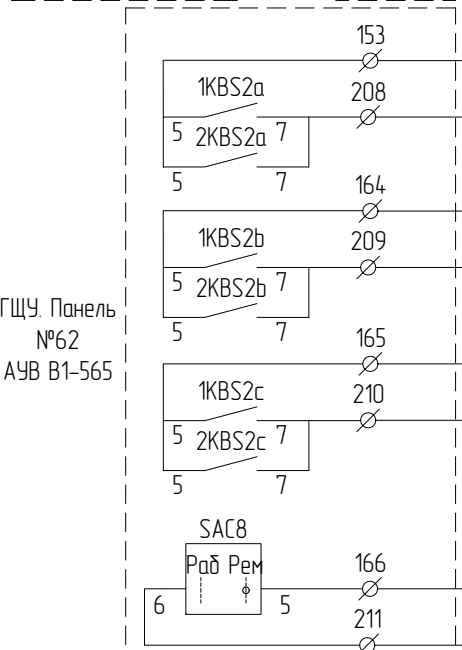 153
1KBS2a
208
5 2KBS2a 7
5 7
164
1KBS2b
209
5 2KBS2b 7
5 7
ГЩУ. Панель
№62
АУВ В1-565
165
1KBS2c
210
5 2KBS2c 7
5 7
SAC8
Раб Рем
166
6 5
211